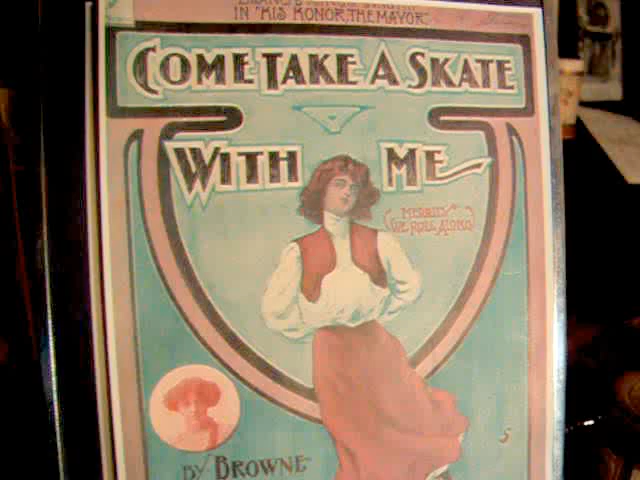 IN "HIS HONOR, THE MAYOR"
COME TAKE A SKATE
WITH ME
(MERRILY
WE ROLL ALONG)
BY BROWNE